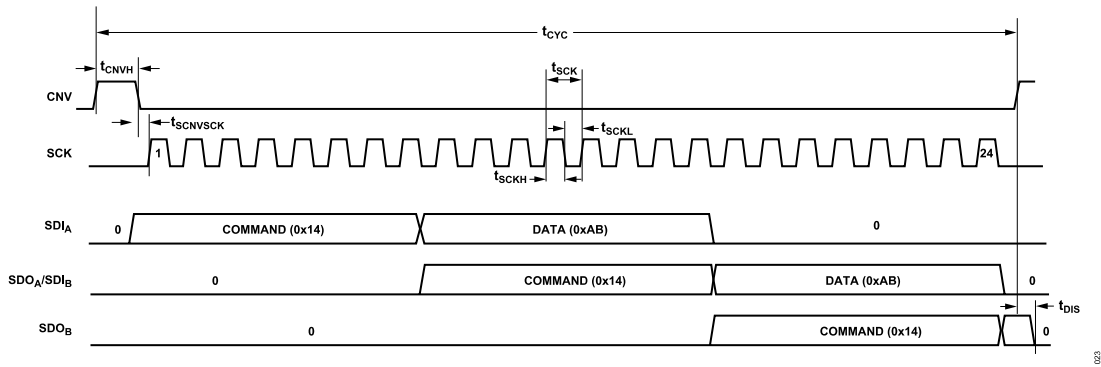 tCYC
tCNVH
tSCK
CNV
tSCNVSCK
tSCKL
SCK
1
24
tSCKH
SDIA
0
COMMAND (0x14)
DATA (0xAB)
0
SDOA/SDIB
0
COMMAND (0x14)
DATA (0xAB)
0
tDIS
SDOB
0
COMMAND (0x14)
0
023